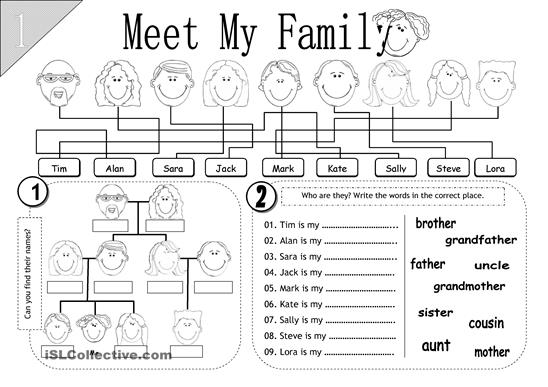 1
Meet My Family
Tim
Alan
Sara
Jack
Mark
Kate
Sally
Steve
Lora
1
Can you find their names?
Me
iSLCollective.com
2
Who are they? Write the words in the correct place.
01. Tim is my ................................
02. Alan is my ................................
03. Sara is my ................................
04. Jack is my ................................
05. Mark is my ................................
06. Kate is my ................................
07. Sally is my ................................
08. Steve is my ................................
09. Lora is my ................................
brother
grandfather
father
uncle
grandmother
sister
cousin
aunt
mother